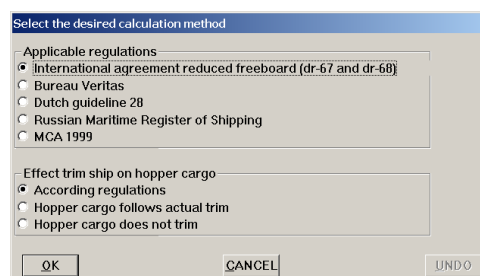 Select the desired calculation method
Applicable regulations
International agreement reduced freeboard (dr-67 and dr-68)
Bureau Veritas
Dutch guideline 28
Russian Maritime Register of Shipping
MCA 1999
Effect trim ship on hopper cargo
According regulations
Hopper cargo follows actual trim
Hopper cargo does not trim
OK CANCEL UNDO